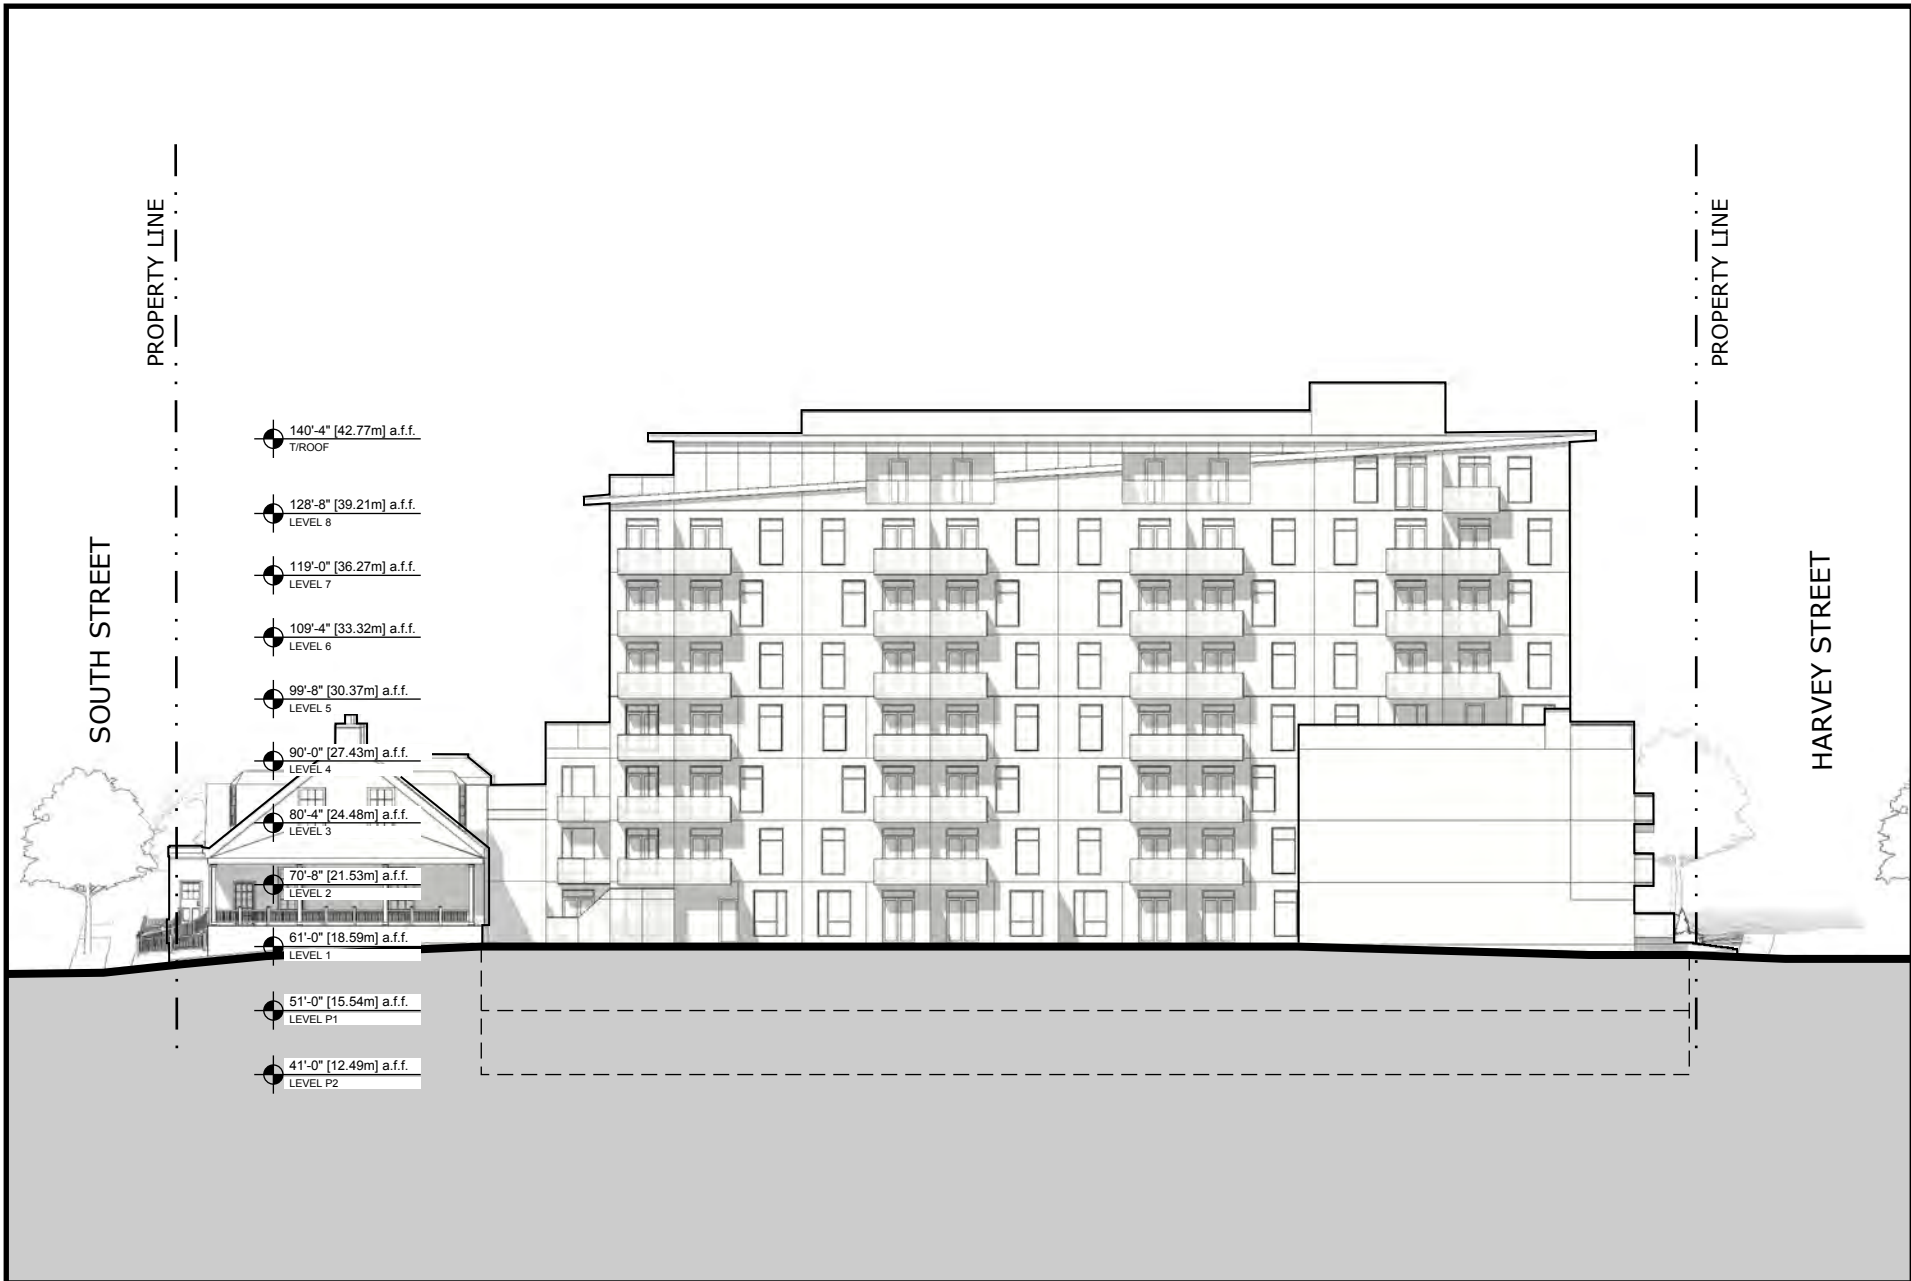 PROPERTY LINE
PROPERTY LINE
SOUTH STREET
HARVEY STREET
140'-4" [42.77m] a.f.f.
T/ROOF
128'-8" [39.21m] a.f.f.
LEVEL 8
119'-0" [36.27m] a.f.f.
LEVEL 7
109'-4" [33.32m] a.f.f.
LEVEL 6
99'-8" [30.37m] a.f.f.
LEVEL 5
90'-0" [27.43m] a.f.f.
LEVEL 4
80'-4" [24.48m] a.f.f.
LEVEL 3
70'-8" [21.53m] a.f.f.
LEVEL 2
61'-0" [18.59m] a.f.f.
LEVEL 1
51'-0" [15.54m] a.f.f.
LEVEL P1
41'-0" [12.49m] a.f.f.
LEVEL P2